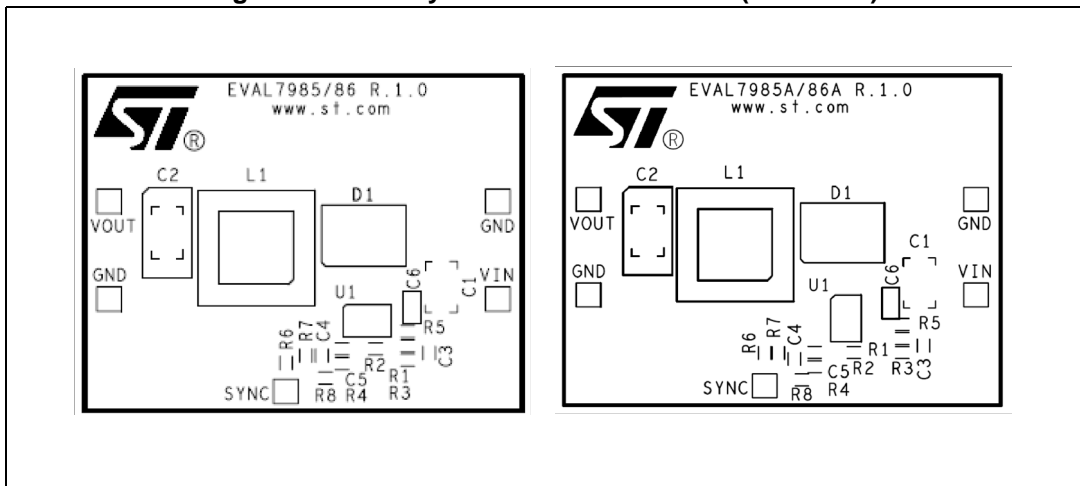 EVAL7985/86 R.1.0
www.st.com
ST®
C2
L1
D1
VOUT
GND
GND
VIN
C6
C1
U1
R6
R7
C4
R5
C3
R2
R1
C5
SYNC
R8
R4
R3
EVAL7985A/86A R.1.0
www.st.com
ST®
C2
L1
D1
VOUT
GND
C1
GND
VIN
C6
U1
R6
R7
C4
R5
R1
C3
R2
R3
C5
SYNC
R8
R4